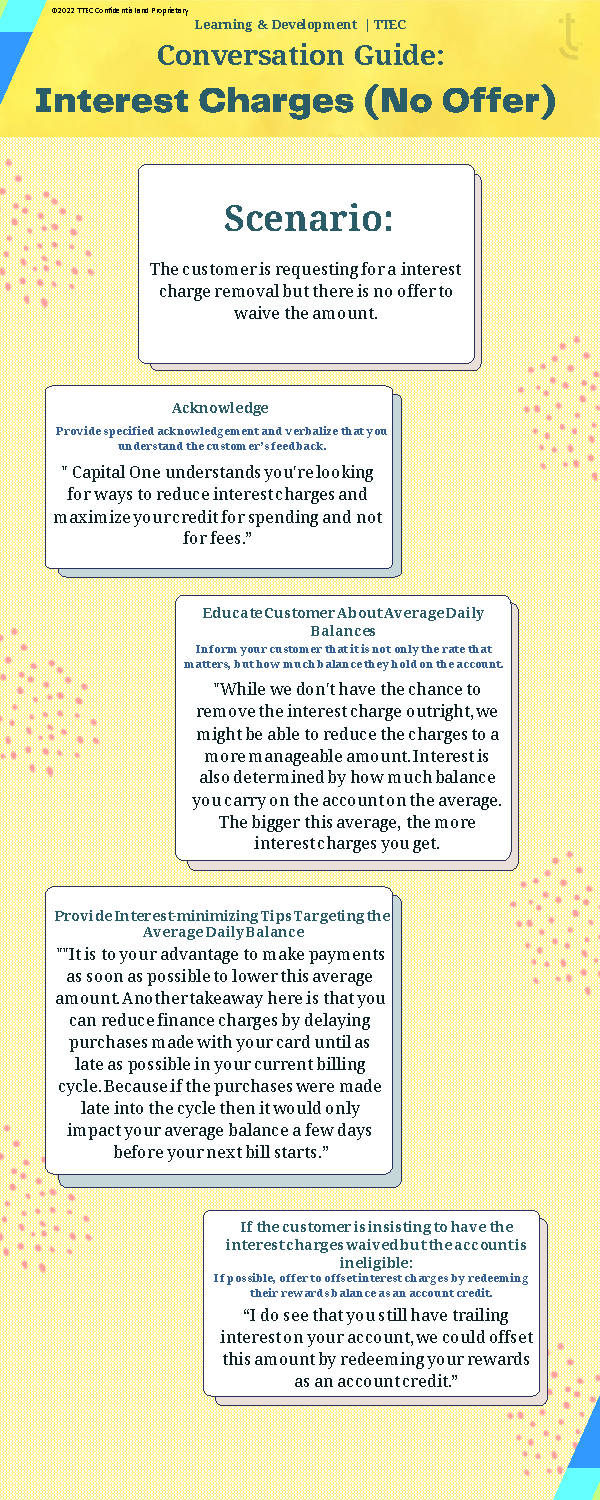 ©2022 TTEC Confidential and Proprietary
Learning & Development | TTEC
Conversation Guide:
Interest Charges (No Offer)
t
Scenario:
The customer is requesting for a interest
charge removal but there is no offer to
waive the amount.
Acknowledge
Provide specified acknowledgement and verbalize that you
understand the customer's feedback.
" Capital One understands you're looking
for ways to reduce interest charges and
maximize your credit for spending and not
for fees.”
Educate Customer About Average Daily
Balances
Inform your customer that it is not only the rate that
matters, but how much balance they hold on the account.
"While we don't have the chance to
remove the interest charge outright, we
might be able to reduce the charges to a
more manageable amount. Interest is
also determined by how much balance
you carry on the account on the average.
The bigger this average, the more
interest charges you get.
Provide Interest-minimizing Tips Targeting the
Average Daily Balance
""It is to your advantage to make payments
as soon as possible to lower this average
amount. Another takeaway here is that you
can reduce finance charges by delaying
purchases made with your card until as
late as possible in your current billing
cycle. Because if the purchases were made
late into the cycle then it would only
impact your average balance a few days
before your next bill starts.”
If the customer is insisting to have the
interest charges waived but the account is
ineligible:
If possible, offer to offset interest charges by redeeming
their rewards balance as an account credit.
“I do see that you still have trailing
interest on your account, we could offset
this amount by redeeming your rewards
as an account credit.”